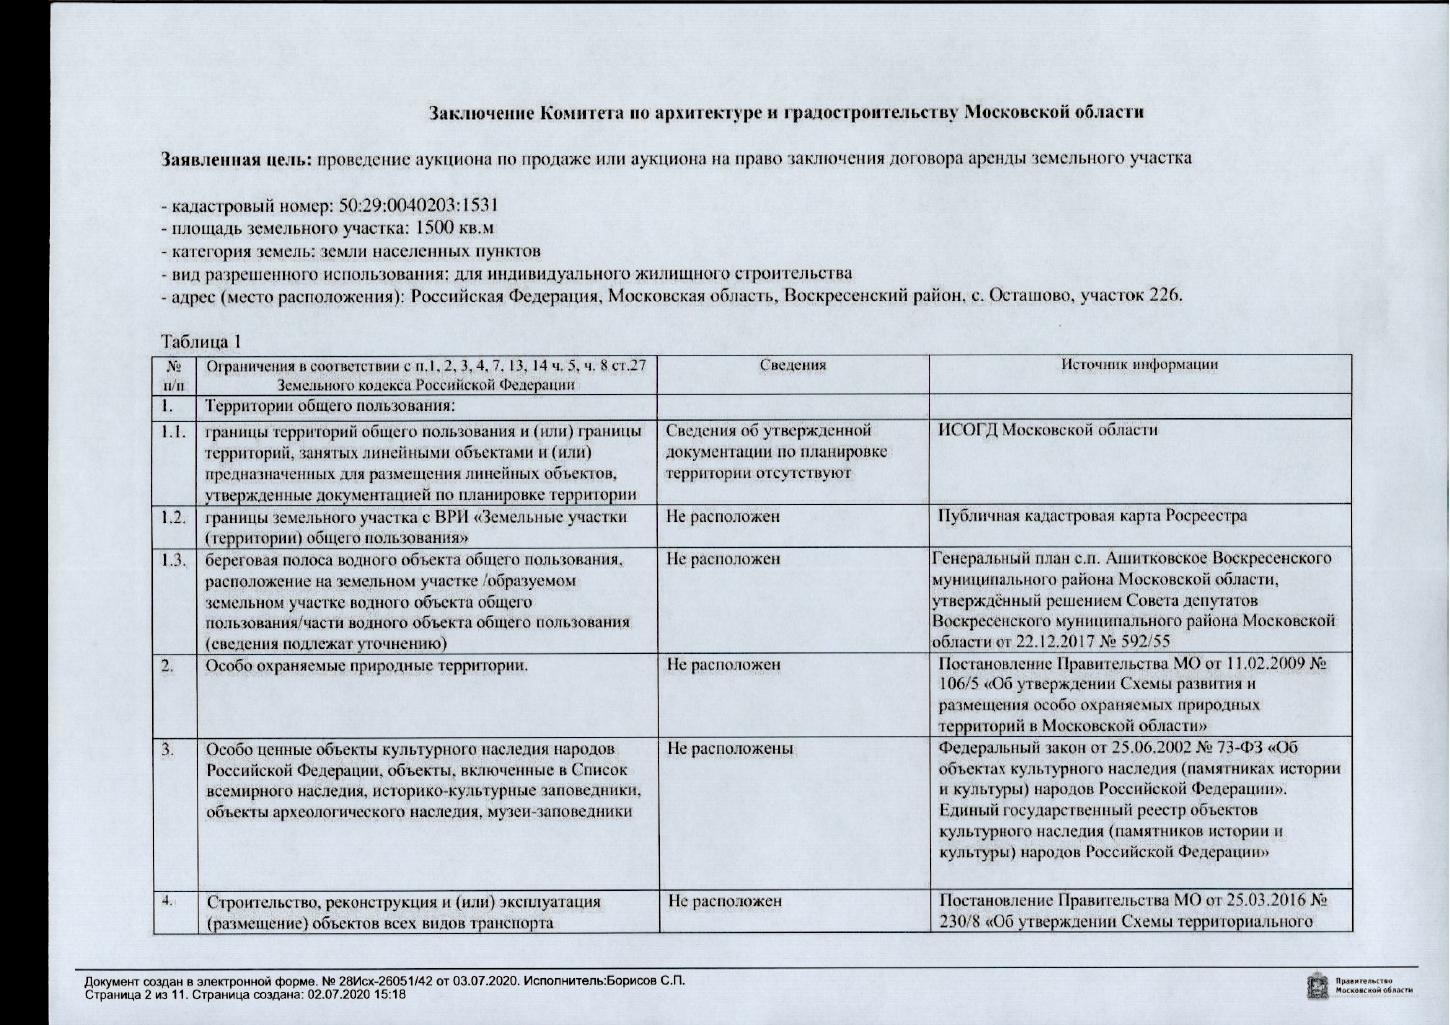 Заключение Комитета по архитектуре и градостроительству Московской области
Заявленная цель: проведение аукциона по продаже или аукциона на право заключения договора аренды земельного участка
- кадастровый номер: 50:29:0040203:1531
- площадь земельного участка: 1500 кв.м
- категория земель: земли населенных пунктов
- вид разрешенного использования: для индивидуального жилищного строительства
- адрес (место расположения): Российская Федерация, Московская область, Воскресенский район, с. Осташово, участок 226.
Таблица 1
№ п/п
Ограничения в соответствии с п.1, 2, 3, 4, 7, 13, 14 ч. 5, ч. 8 ст.27
Земельного кодекса Российской Федерации
Сведения
Источник информации
1.
Территории общего пользования:
1.1.
границы территорий общего пользования и (или) границы
территорий, занятых линейными объектами и (или)
предназначенных для размещения линейных объектов,
утвержденные документацией по планировке территории
Сведения об утвержденной
документации по планировке
территории отсутствуют
ИСОГД Московской области
1.2.
границы земельного участка с ВРИ «Земельные участки
(территории) общего пользования»
Не расположен
Публичная кадастровая карта Росреестра
1.3.
береговая полоса водного объекта общего пользования,
расположение на земельном участке /образуемом
земельном участке водного объекта общего
пользования/части водного объекта общего пользования
(сведения подлежат уточнению)
Не расположен
Генеральный план с.п. Ашитковское Воскресенского
муниципального района Московской области,
утверждённый решением Совета депутатов
Воскресенского муниципального района Московской
области от 22.12.2017 № 592/55
2.
Особо охраняемые природные территории.
Не расположен
Постановление Правительства МО от 11.02.2009 №
106/5 «Об утверждении Схемы развития и
размещения особо охраняемых природных
территорий в Московской области»
3.
Особо ценные объекты культурного наследия народов
Российской Федерации, объекты, включенные в Список
всемирного наследия, историко-культурные заповедники,
объекты археологического наследия, музеи-заповедники
Не расположены
Федеральный закон от 25.06.2002 № 73-ФЗ «Об
объектах культурного наследия (памятниках истории
и культуры) народов Российской Федерации».
Единый государственный реестр объектов
культурного наследия (памятников истории и
культуры) народов Российской Федерации»
4.
Строительство, реконструкция и (или) эксплуатация
(размещение) объектов всех видов транспорта
Не расположен
Постановление Правительства МО от 25.03.2016 №
230/8 «Об утверждении Схемы территориального
Документ создан в электронной форме. № 28Исх-26051/42 от 03.07.2020. Исполнитель:Борисов С.П.
Страница 2 из 11. Страница создана: 02.07.2020 15:18
Правительство
Московской области